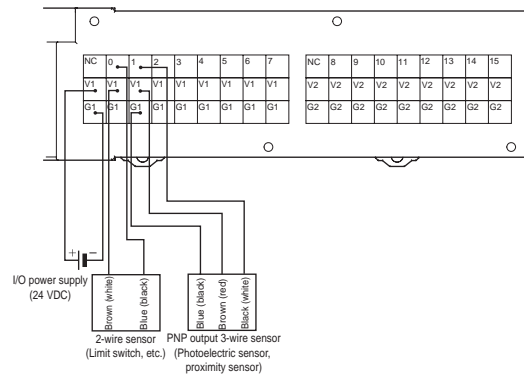 NC 0 1 2 3 4 5 6 7 NC 8 9 10 11 12 13 14 15
V1 V1 V1 V1 V1 V1 V1 V1 V1 V2 V2 V2 V2 V2 V2 V2 V2 V2
G1 G1 G1 G1 G1 G1 G1 G1 G1 G2 G2 G2 G2 G2 G2 G2 G2 G2
+ −
I/O power supply
(24 VDC)
Brown (white)
Blue (black)
2-wire sensor
(Limit switch, etc.)
Blue (black)
Brown (red)
Black (white)
PNP output 3-wire sensor
(Photoelectric sensor,
proximity sensor)